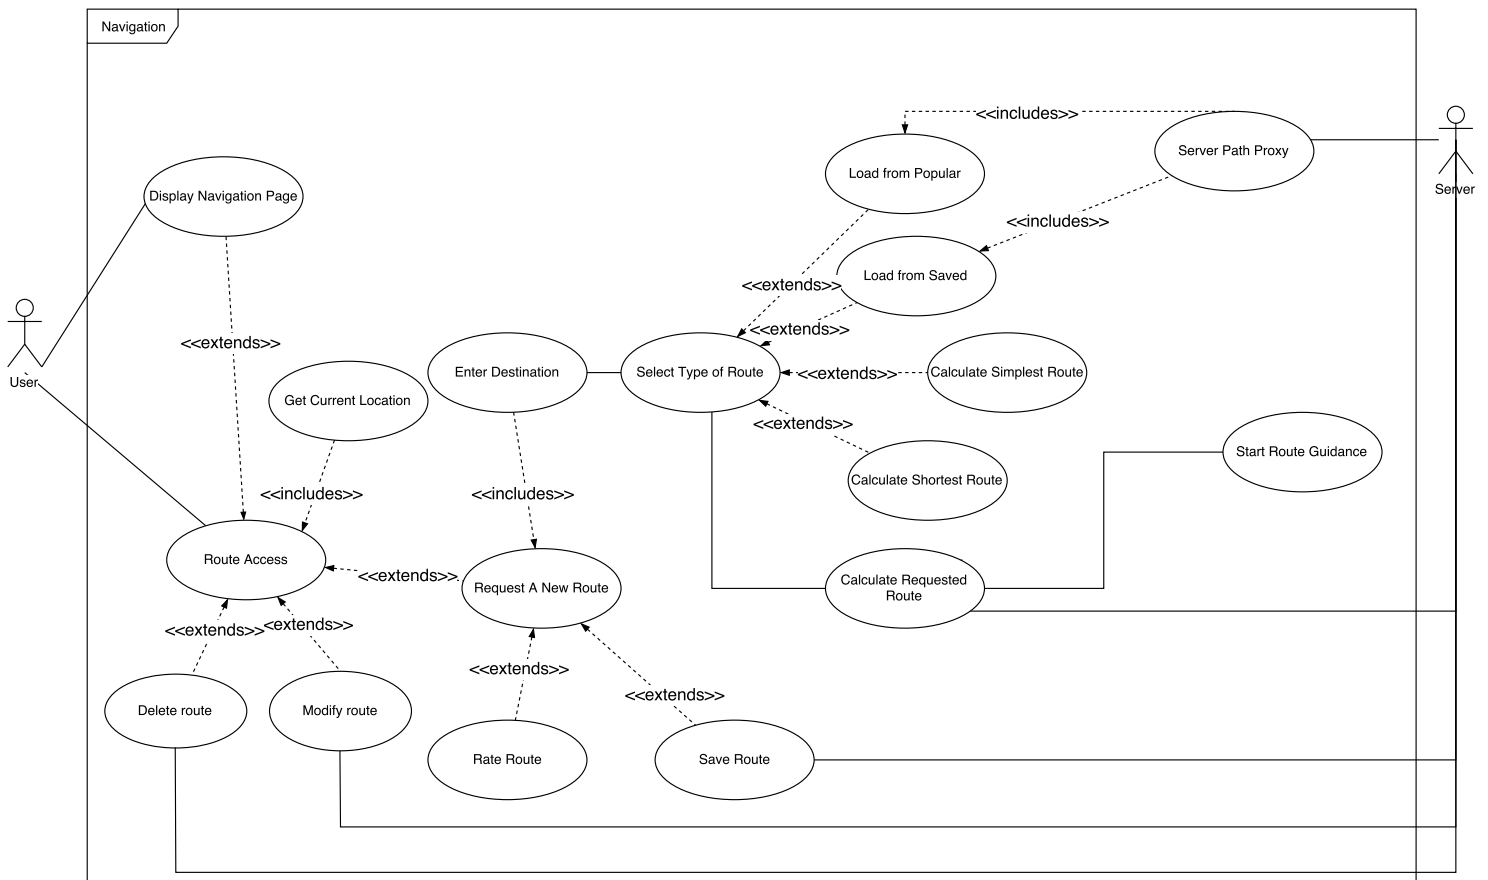 Navigation
<<includes>>
Server Path Proxy
Load from Popular
Display Navigation Page
Server
<<includes>>
Load from Saved
<<extends>>
<<extends>>
<<extends>>
User
Get Current Location
Enter Destination
Select Type of Route
<<extends>>
Calculate Simplest Route
<<extends>>
Start Route Guidance
Calculate Shortest Route
<<includes>>
<<includes>>
Route Access
<<extends>>
Request A New Route
Calculate Requested
Route
<<extends>>
<<extends>>
<<extends>>
<<extends>>
Delete route
Modify route
Rate Route
Save Route